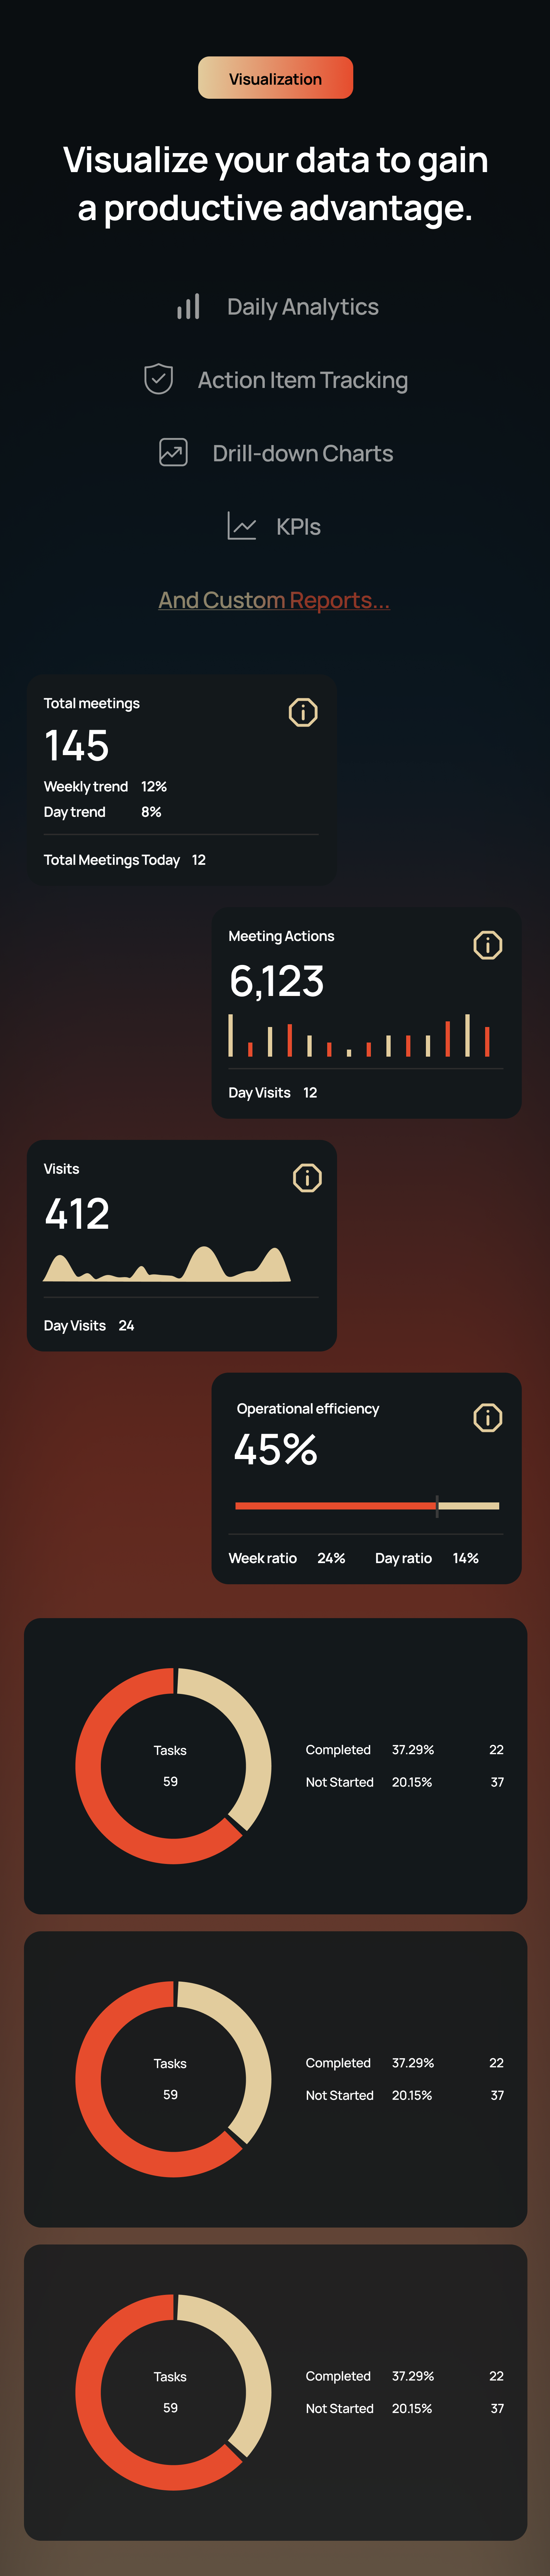 Visualization
Visualize your data to gain
a productive advantage.
Daily Analytics
Action Item Tracking
Drill-down Charts
KPIs
And Custom Reports...
Total meetings
145
Weekly trend 12%
Day trend 8%
Total Meetings Today 12
Meeting Actions
6,123
Day Visits 12
Visits
412
Day Visits 24
Operational efficiency
45%
Week ratio 24% Day ratio 14%
Tasks
59
Completed 37.29% 22
Not Started 20.15% 37
Tasks
59
Completed 37.29% 22
Not Started 20.15% 37
Tasks
59
Completed 37.29% 22
Not Started 20.15% 37